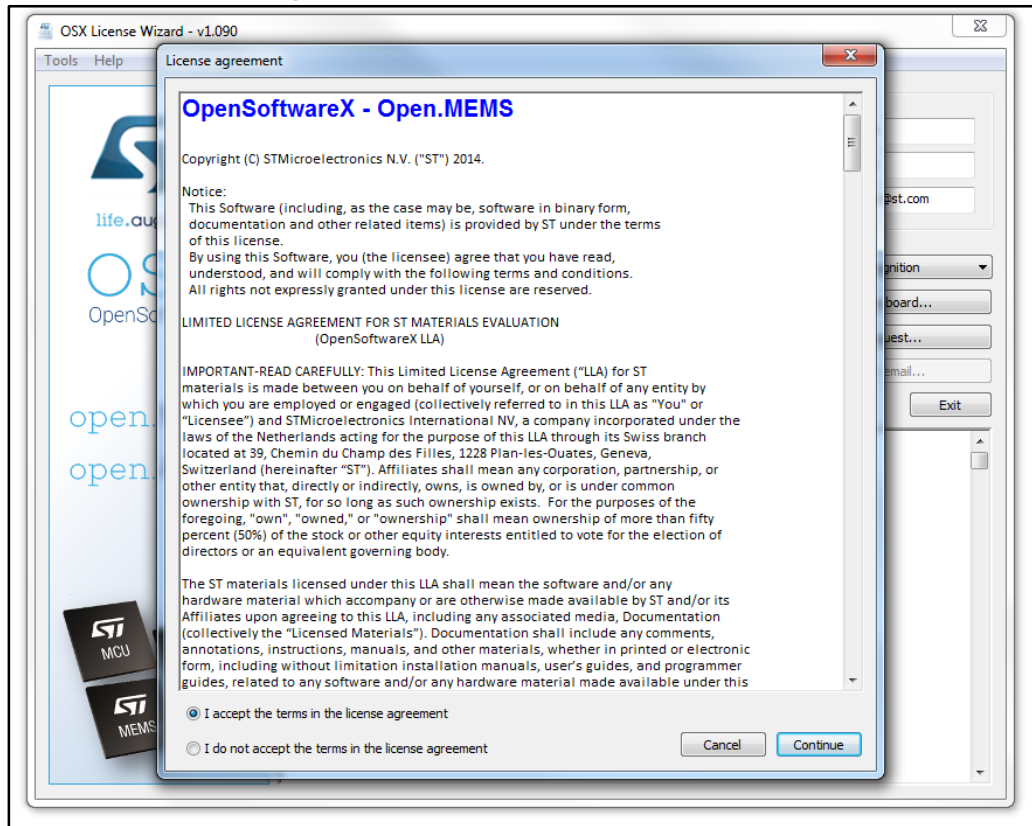 OSX License Wizard - v1.090
Tools Help
License agreement
OpenSoftwareX - Open.MEMS
Copyright (C) STMicroelectronics N.V. ("ST") 2014.
Notice:
This Software (including, as the case may be, software in binary form,
documentation and other related items) is provided by ST under the terms
of this license.
By using this Software, you (the licensee) agree that you have read,
understood, and will comply with the following terms and conditions.
All rights not expressly granted under this license are reserved.
LIMITED LICENSE AGREEMENT FOR ST MATERIALS EVALUATION
(OpenSoftwareX LLA)
IMPORTANT-READ CAREFULLY: This Limited License Agreement (“LLA) for ST
materials is made between you on behalf of yourself, or on behalf of any entity by
which you are employed or engaged (collectively referred to in this LLA as "You" or
“Licensee”) and STMicroelectronics International NV, a company incorporated under the
laws of the Netherlands acting for the purpose of this LLA through its Swiss branch
located at 39, Chemin du Champ des Filles, 1228 Plan-les-Ouates, Geneva,
Switzerland (hereinafter “ST”). Affiliates shall mean any corporation, partnership, or
other entity that, directly or indirectly, owns, is owned by, or is under common
ownership with ST, for so long as such ownership exists. For the purposes of the
foregoing, "own", "owned," or "ownership" shall mean ownership of more than fifty
percent (50%) of the stock or other equity interests entitled to vote for the election of
directors or an equivalent governing body.
The ST materials licensed under this LLA shall mean the software and/or any
hardware material which accompany or are otherwise made available by ST and/or its
Affiliates upon agreeing to this LLA, including any associated media, Documentation
(collectively the “Licensed Materials”). Documentation shall include any comments,
annotations, instructions, manuals, and other materials, whether in printed or electronic
form, including without limitation installation manuals, user's guides, and programmer
guides, related to any software and/or any hardware material made available under this
I accept the terms in the license agreement
I do not accept the terms in the license agreement
Cancel Continue
life.au
OS
OpenSo
open.
open.
ST
MCU
ST
MEMS
@st.com
gnition
board...
uest...
email...
Exit